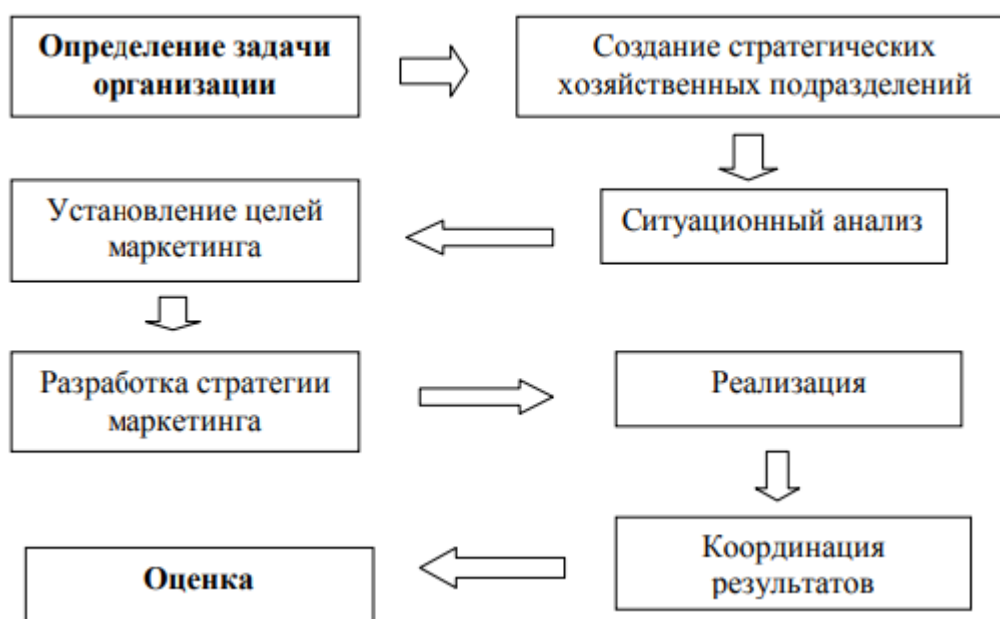 Определение задачи
организации
Создание стратегических
хозяйственных подразделений
Ситуационный анализ
Установление целей
маркетинга
Разработка стратегии
маркетинга
Реализация
Координация
результатов
Оценка